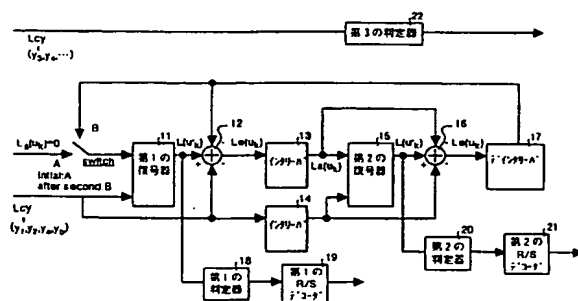 22
第3の判定器
Lcy
(y₃,y₄,…)
12
16
B
Lₐ(uₖ)=0
A
switch
Initial:A
after second B
11
第1の復号器
L(u'ₖ)
Le(uₖ)
13
インタリーバ
La(uₖ)
15
第2の復号器
L(u'ₖ)
Le(uₖ)
17
デインタリーバ
Lcy
14
インタリーバ
18
第1の判定器
19
第1のR/Sデコーダ
20
第2の判定器
21
第2のR/Sデコーダ